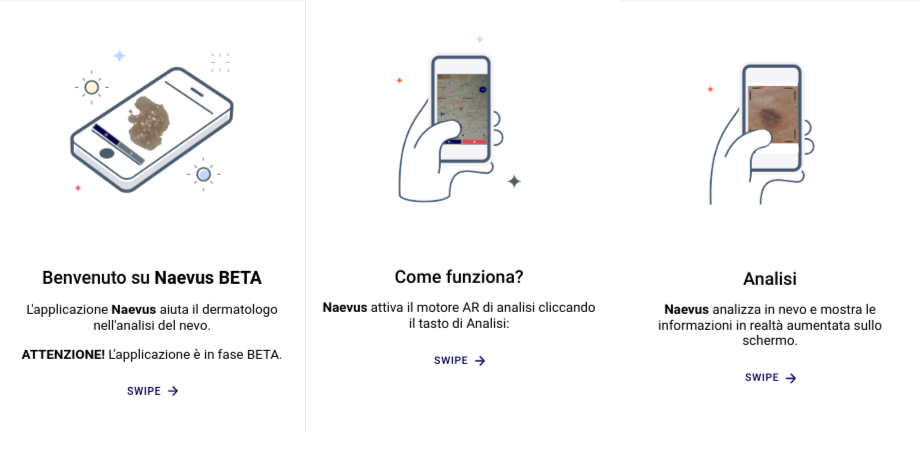 Benvenuto su Naevus BETA
L'applicazione Naevus aiuta il dermatologo
nell'analisi del nevo.
ATTENZIONE! L'applicazione è in fase BETA.
SWIPE →
Come funziona?
Naevus attiva il motore AR di analisi cliccando
il tasto di Analisi:
SWIPE →
Analisi
Naevus analizza in nevo e mostra le
informazioni in realtà aumentata sullo
schermo.
SWIPE →